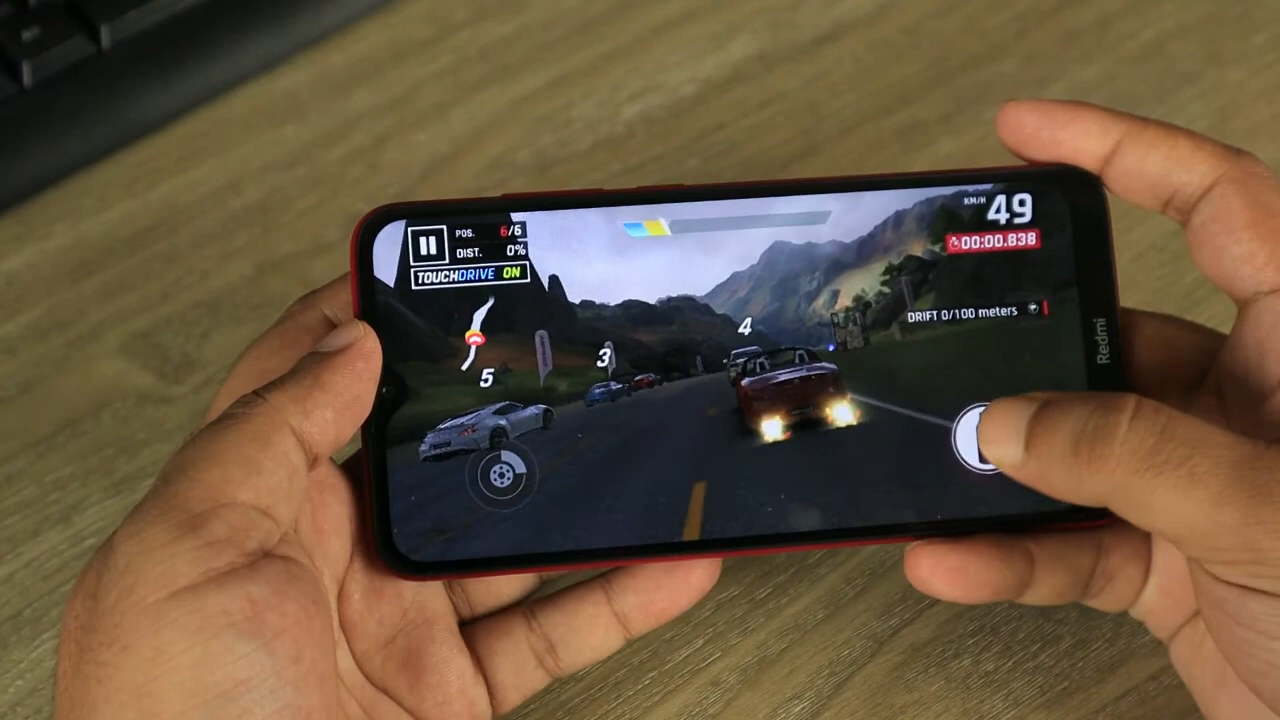 POS. 6/6
DIST. 0%
TOUCHDRIVE ON
KM/H
49
00:00.838
DRIFT 0/100 meters
4
3
5
Redmi